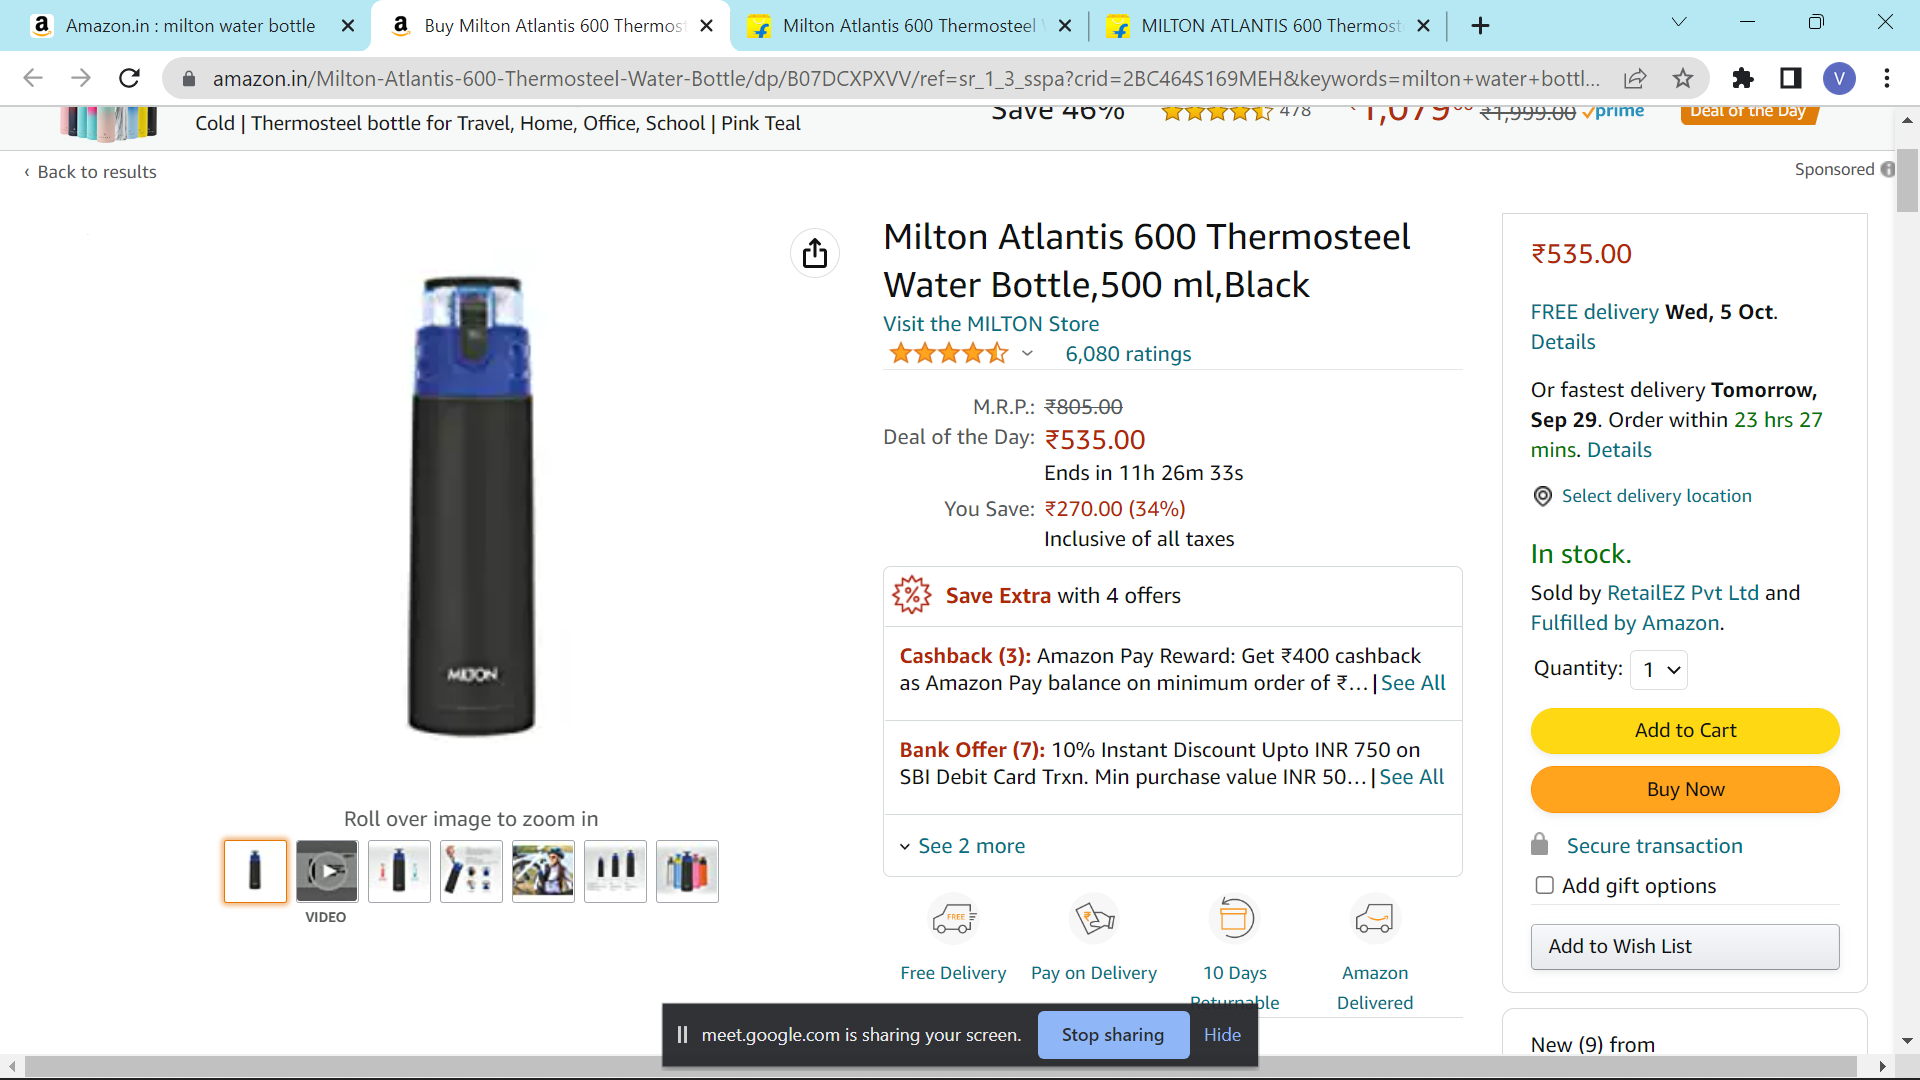 Amazon.in : milton water bottle
Buy Milton Atlantis 600 Thermost
Milton Atlantis 600 Thermosteel
MILTON ATLANTIS 600 Thermost
amazon.in/Milton-Atlantis-600-Thermosteel-Water-Bottle/dp/B07DCXPXVV/ref=sr_1_3_sspa?crid=2BC464S169MEH&keywords=milton+water+bottl...
V
Cold | Thermosteel bottle for Travel, Home, Office, School | Pink Teal
Save 46%
478
₹1,079⁰⁰ ₹1,999.00 prime
Deal of the Day
‹ Back to results
Sponsored
Milton Atlantis 600 Thermosteel
Water Bottle,500 ml,Black
Visit the MILTON Store
6,080 ratings
M.R.P.: ₹805.00
Deal of the Day: ₹535.00
Ends in 11h 26m 33s
You Save: ₹270.00 (34%)
Inclusive of all taxes
Save Extra with 4 offers
Cashback (3): Amazon Pay Reward: Get ₹400 cashback
as Amazon Pay balance on minimum order of ₹... | See All
Bank Offer (7): 10% Instant Discount Upto INR 750 on
SBI Debit Card Trxn. Min purchase value INR 50... | See All
See 2 more
FREE
Free Delivery
Pay on Delivery
10 Days
Returnable
Amazon
Delivered
MILTON
Roll over image to zoom in
VIDEO
₹535.00
FREE delivery Wed, 5 Oct.
Details
Or fastest delivery Tomorrow,
Sep 29. Order within 23 hrs 27
mins. Details
Select delivery location
In stock.
Sold by RetailEZ Pvt Ltd and
Fulfilled by Amazon.
Quantity: 1
Add to Cart
Buy Now
Secure transaction
Add gift options
Add to Wish List
New (9) from
meet.google.com is sharing your screen.
Stop sharing
Hide